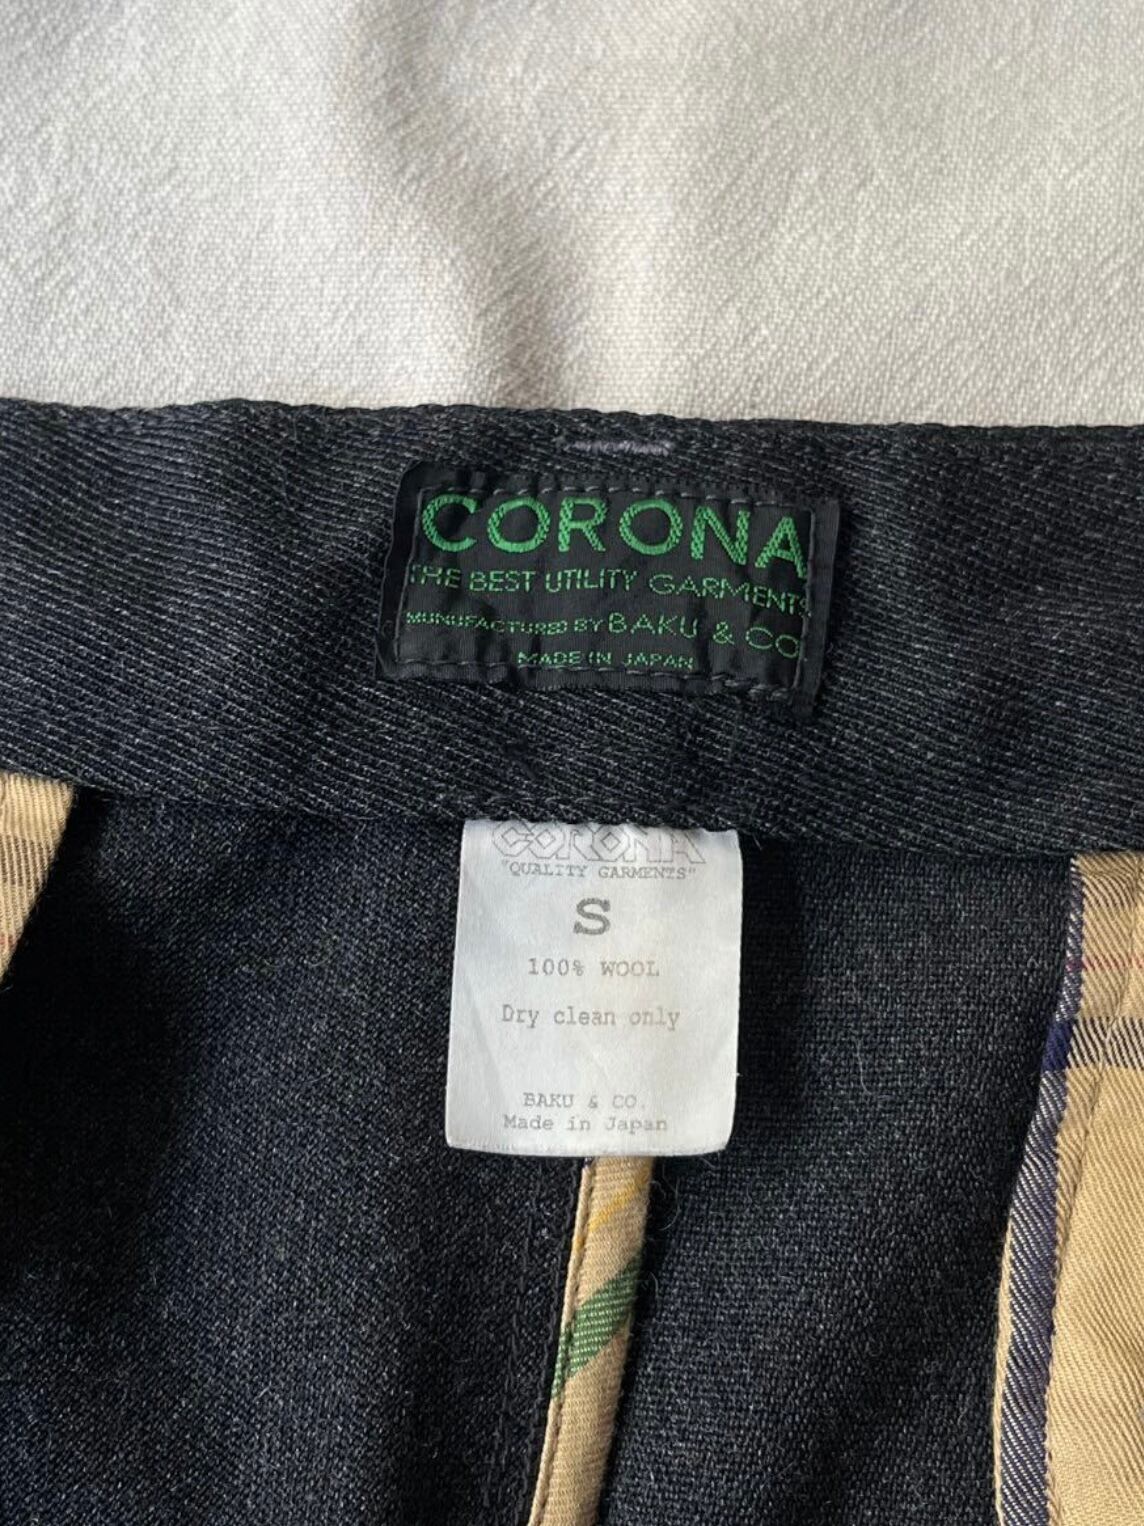 CORONA
THE BEST UTILITY GARMENTS
MUNUFACTURED BY BAKU & CO
MADE IN JAPAN
CORONA
"QUALITY GARMENTS"
S
100% WOOL
Dry clean only
BAKU & CO.
Made in Japan